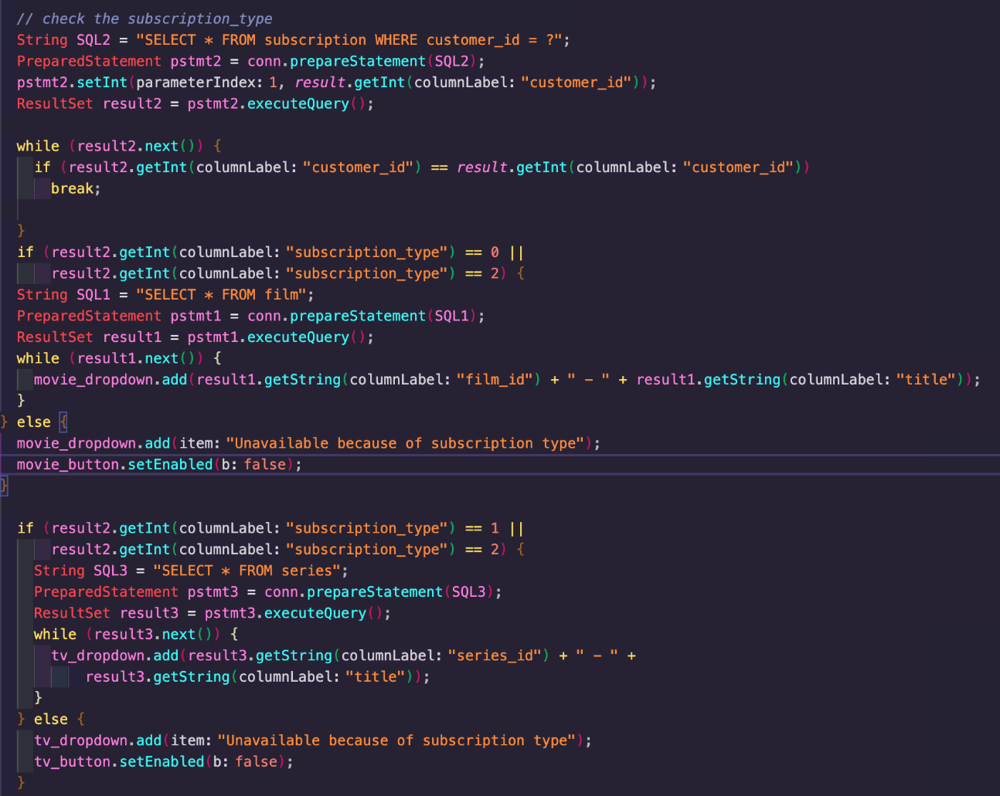 // check the subscription_type
String SQL2 = "SELECT * FROM subscription WHERE customer_id = ?";
PreparedStatement pstmt2 = conn.prepareStatement(SQL2);
pstmt2.setInt(parameterIndex: 1, result.getInt(columnLabel: "customer_id"));
ResultSet result2 = pstmt2.executeQuery();
while (result2.next()) {
if (result2.getInt(columnLabel: "customer_id") == result.getInt(columnLabel: "customer_id"))
break;
}
if (result2.getInt(columnLabel: "subscription_type") == 0 ||
result2.getInt(columnLabel: "subscription_type") == 2) {
String SQL1 = "SELECT * FROM film";
PreparedStatement pstmt1 = conn.prepareStatement(SQL1);
ResultSet result1 = pstmt1.executeQuery();
while (result1.next()) {
movie_dropdown.add(result1.getString(columnLabel: "film_id") + " - " + result1.getString(columnLabel: "title"));
}
} else {
movie_dropdown.add(item: "Unavailable because of subscription type");
movie_button.setEnabled(b: false);
}
if (result2.getInt(columnLabel: "subscription_type") == 1 ||
result2.getInt(columnLabel: "subscription_type") == 2) {
String SQL3 = "SELECT * FROM series";
PreparedStatement pstmt3 = conn.prepareStatement(SQL3);
ResultSet result3 = pstmt3.executeQuery();
while (result3.next()) {
tv_dropdown.add(result3.getString(columnLabel: "series_id") + " - " +
result3.getString(columnLabel: "title"));
}
} else {
tv_dropdown.add(item: "Unavailable because of subscription type");
tv_button.setEnabled(b: false);
}